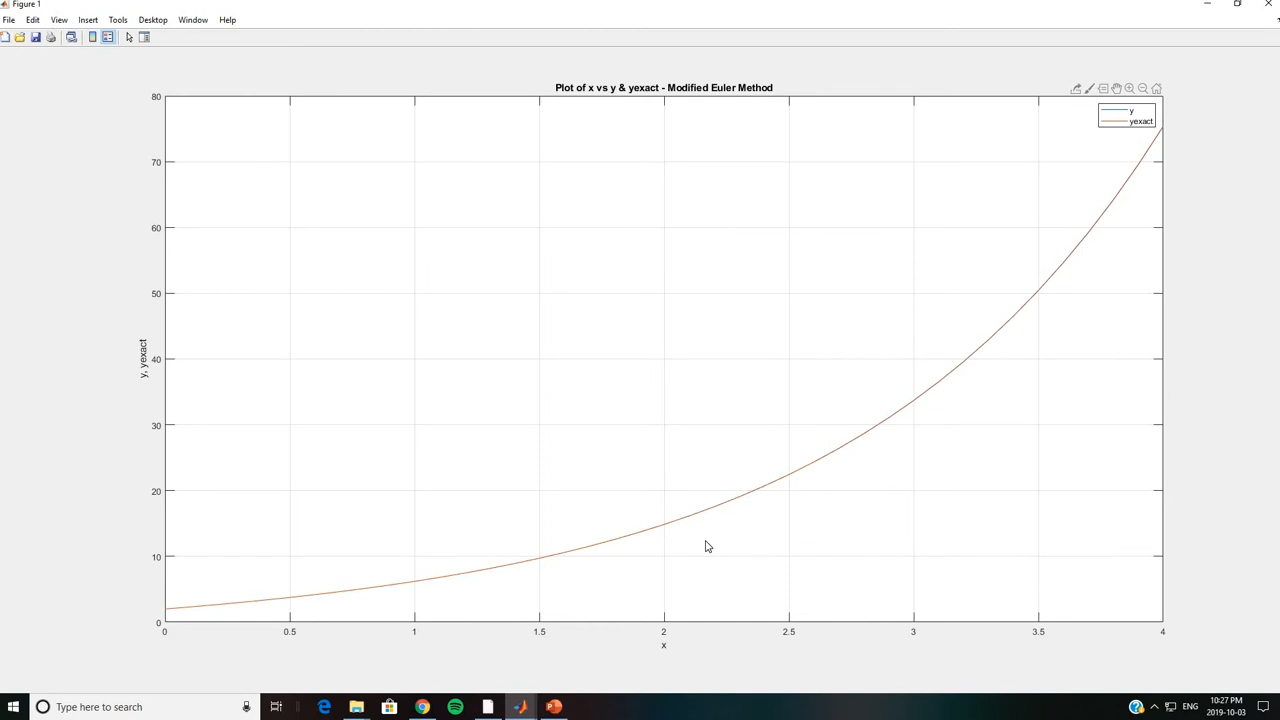 Figure 1
File Edit View Insert Tools Desktop Window Help
Plot of x vs y & yexact - Modified Euler Method
y
yexact
80
70
60
50
40
30
20
10
0
y, yexact
0 0.5 1 1.5 2 2.5 3 3.5 4
x
Type here to search
ENG
10:27 PM
2019-10-03